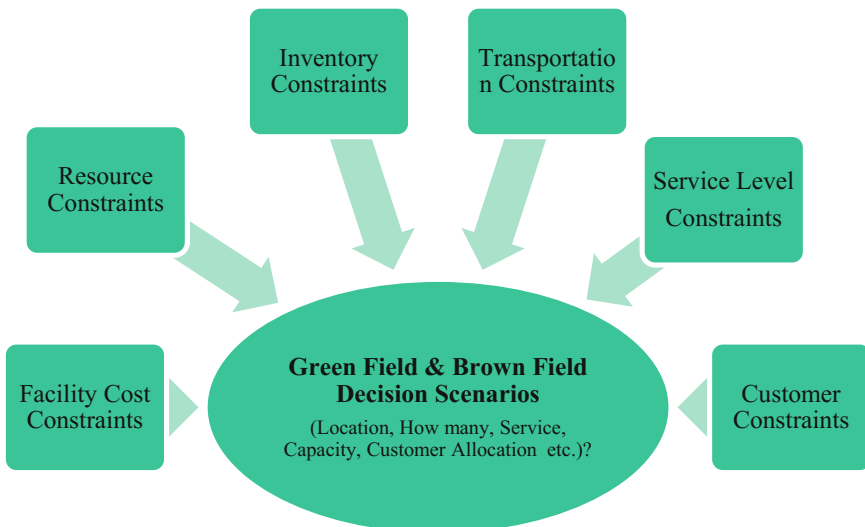 Inventory
Constraints
Transportatio
n Constraints
Resource
Constraints
Service Level
Constraints
Facility Cost
Constraints
Green Field & Brown Field
Decision Scenarios
(Location, How many, Service,
Capacity, Customer Allocation etc.)?
Customer
Constraints